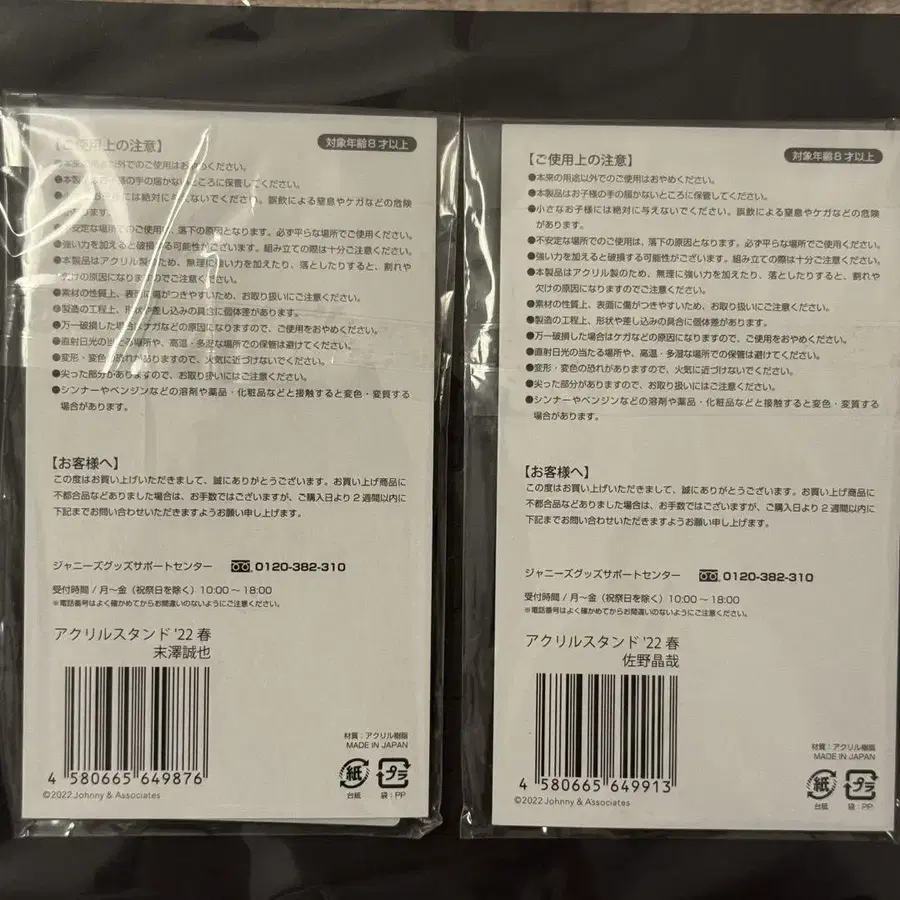 【ご使用上の注意】
対象年齢8才以上
●本来の用途以外でのご使用はおやめください。
●本製品はお子様の手の届かないところに保管してください。
●小さなお子様には絶対に与えないでください。誤飲による窒息やケガなどの危険
があります。
●不安定な場所でのご使用は、落下の原因となります。必ず平らな場所でご使用ください。
●強い力を加えると破損する可能性がございます。組み立ての際は十分ご注意ください。
●本製品はアクリル製のため、無理に強い力を加えたり、落としたりすると、割れや
欠けの原因になりますのでご注意ください。
●素材の性質上、表面に傷がつきやすいため、お取り扱いにご注意ください。
●製造の工程上、形状や差し込みの具合に個体差があります。
●万一破損した場合はケガなどの原因になりますので、ご使用をおやめください。
●直射日光の当たる場所や、高温・多湿な場所での保管は避けてください。
●変形・変色の恐れがありますので、火気に近づけないでください。
●尖った部分がありますので、お取り扱いにはご注意ください。
●シンナーやベンジンなどの溶剤や薬品・化粧品などと接触すると変色・変質する
場合があります。
【お客様へ】
この度はお買い上げいただきまして、誠にありがとうございます。お買い上げ商品に
不都合品などありました場合は、お手数ではございますが、ご購入日より2週間以内に
下記までお問い合わせいただきますようお願い申し上げます。
ジャニーズグッズサポートセンター 0120-382-310
受付時間 / 月～金（祝祭日を除く）10:00～18:00
※電話番号はよく確かめてからお間違いのないようにご注意ください。
アクリルスタンド '22 春
末澤誠也
4 580665 649876
©2022 Johnny & Associates
材質：アクリル樹脂
MADE IN JAPAN
紙
プラ
台紙
袋：PP
【ご使用上の注意】
対象年齢8才以上
●本来の用途以外でのご使用はおやめください。
●本製品はお子様の手の届かないところに保管してください。
●小さなお子様には絶対に与えないでください。誤飲による窒息やケガなどの危険
があります。
●不安定な場所でのご使用は、落下の原因となります。必ず平らな場所でご使用ください。
●強い力を加えると破損する可能性がございます。組み立ての際は十分ご注意ください。
●本製品はアクリル製のため、無理に強い力を加えたり、落としたりすると、割れや
欠けの原因になりますのでご注意ください。
●素材の性質上、表面に傷がつきやすいため、お取り扱いにご注意ください。
●製造の工程上、形状や差し込みの具合に個体差があります。
●万一破損した場合はケガなどの原因になりますので、ご使用をおやめください。
●直射日光の当たる場所や、高温・多湿な場所での保管は避けてください。
●変形・変色の恐れがありますので、火気に近づけないでください。
●尖った部分がありますので、お取り扱いにはご注意ください。
●シンナーやベンジンなどの溶剤や薬品・化粧品などと接触すると変色・変質する
場合があります。
【お客様へ】
この度はお買い上げいただきまして、誠にありがとうございます。お買い上げ商品に
不都合品などありました場合は、お手数ではございますが、ご購入日より2週間以内に
下記までお問い合わせいただきますようお願い申し上げます。
ジャニーズグッズサポートセンター 0120-382-310
受付時間 / 月～金（祝祭日を除く）10:00～18:00
※電話番号はよく確かめてからお間違いのないようにご注意ください。
アクリルスタンド '22 春
佐野晶哉
4 580665 649913
©2022 Johnny & Associates
材質：アクリル樹脂
MADE IN JAPAN
紙
プラ
台紙
袋：PP